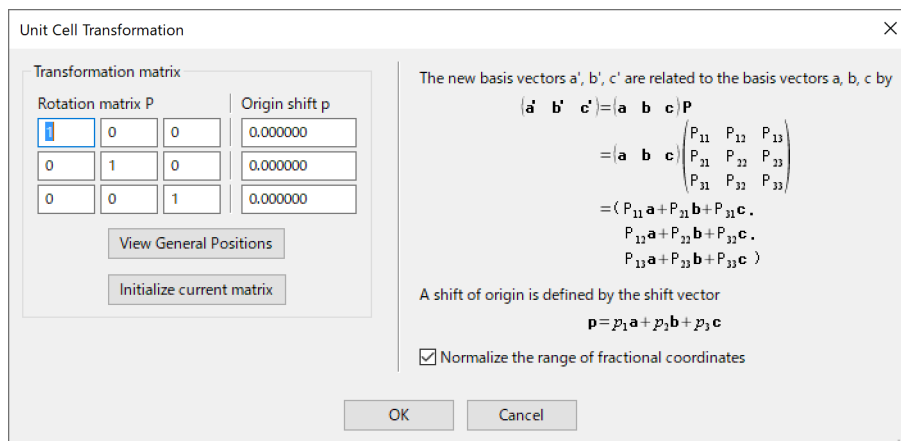 Unit Cell Transformation
Transformation matrix
Rotation matrix P
Origin shift p
1 0 0 0.000000
0 1 0 0.000000
0 0 1 0.000000
View General Positions
Initialize current matrix
The new basis vectors a', b', c' are related to the basis vectors a, b, c by
(a' b' c')=(a b c)P
=(a b c)(P11 P12 P13
P21 P22 P23
P31 P32 P33)
=(P11a+P21b+P31c,
P12a+P22b+P32c,
P13a+P23b+P33c)
A shift of origin is defined by the shift vector
p=p1a+p2b+p3c
Normalize the range of fractional coordinates
OK
Cancel